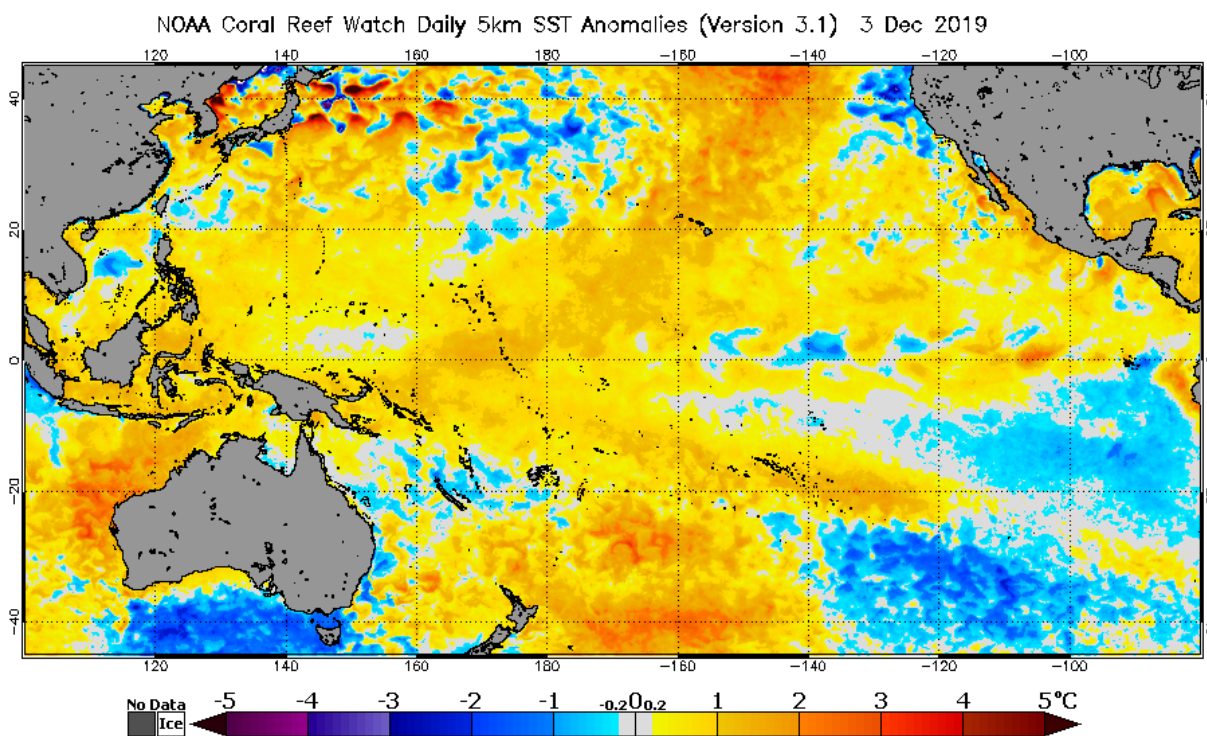 NOAA Coral Reef Watch Daily 5km SST Anomalies (Version 3.1) 3 Dec 2019
120 140 160 180 -160 -140 -120 -100
40
20
0
-20
-40
120 140 160 180 -160 -140 -120 -100
No Data
Ice
-5 -4 -3 -2 -1 -0.2 0 0.2 1 2 3 4 5°C